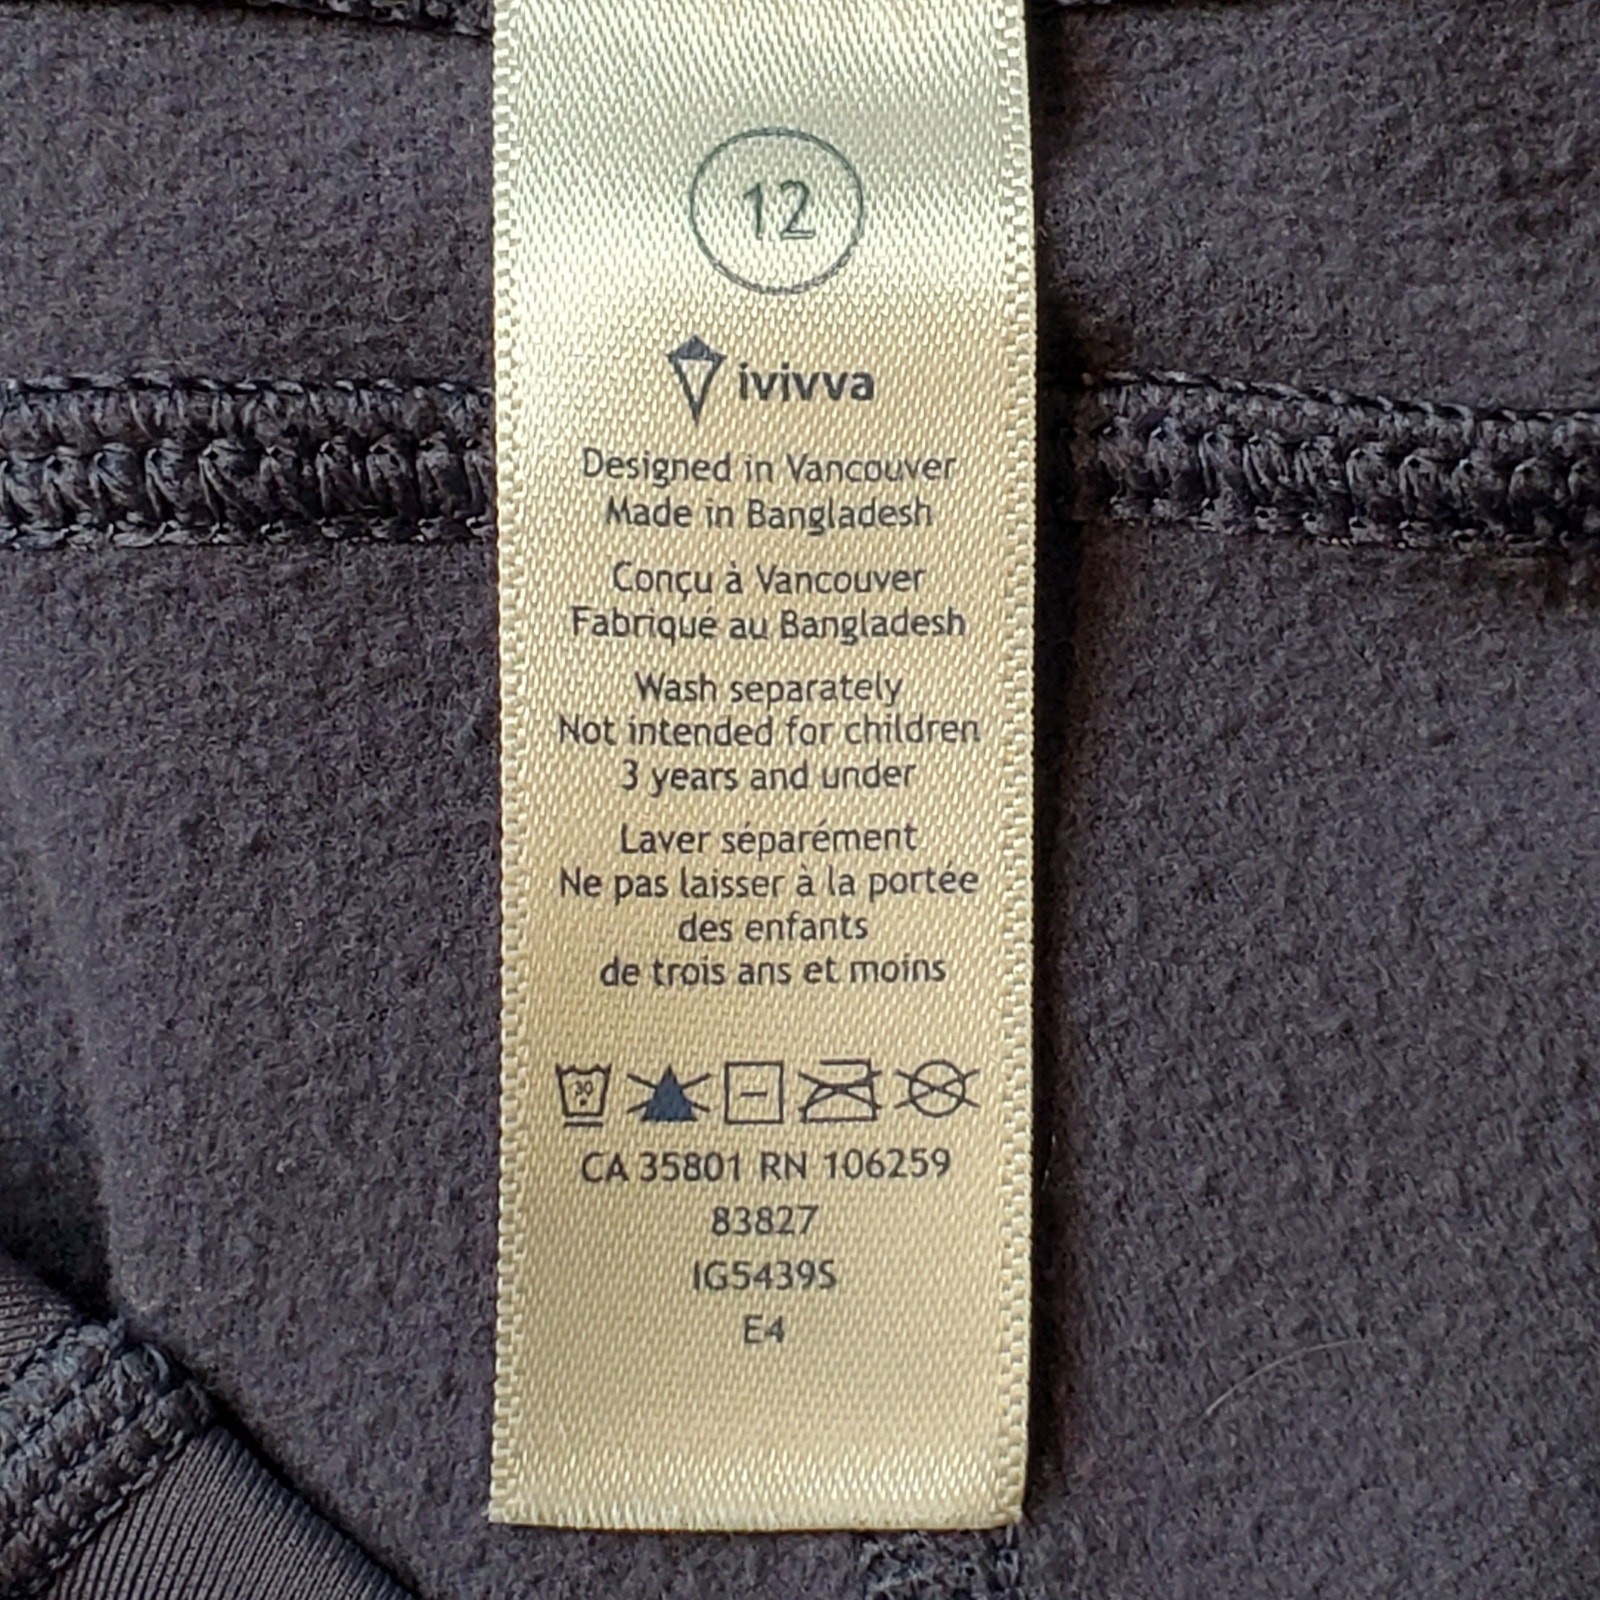 12
ivivva
Designed in Vancouver
Made in Bangladesh
Conçu à Vancouver
Fabriqué au Bangladesh
Wash separately
Not intended for children
3 years and under
Laver séparément
Ne pas laisser à la portée
des enfants
de trois ans et moins
30
CA 35801 RN 106259
83827
IG5439S
E4